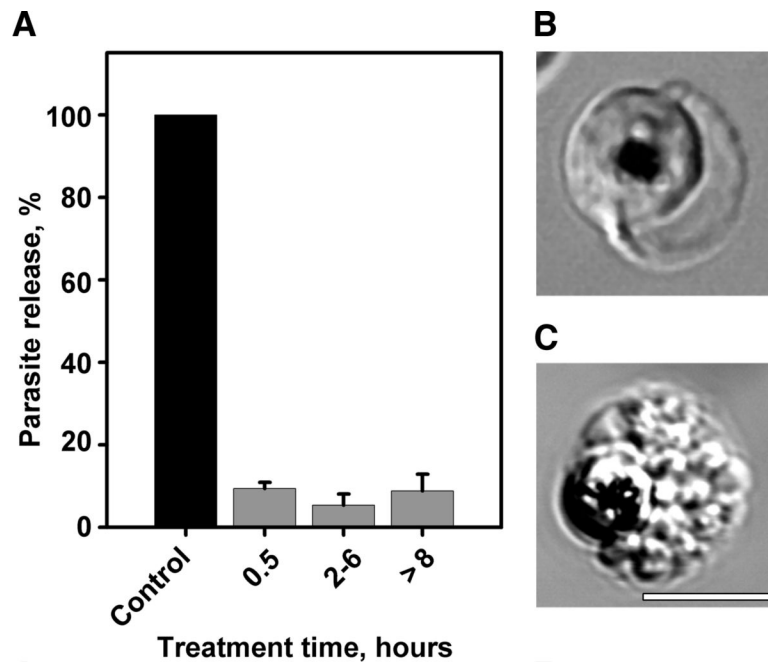 A
Parasite release, %
100
80
60
40
20
0
Control
0.5
2-6
> 8
Treatment time, hours
B
C